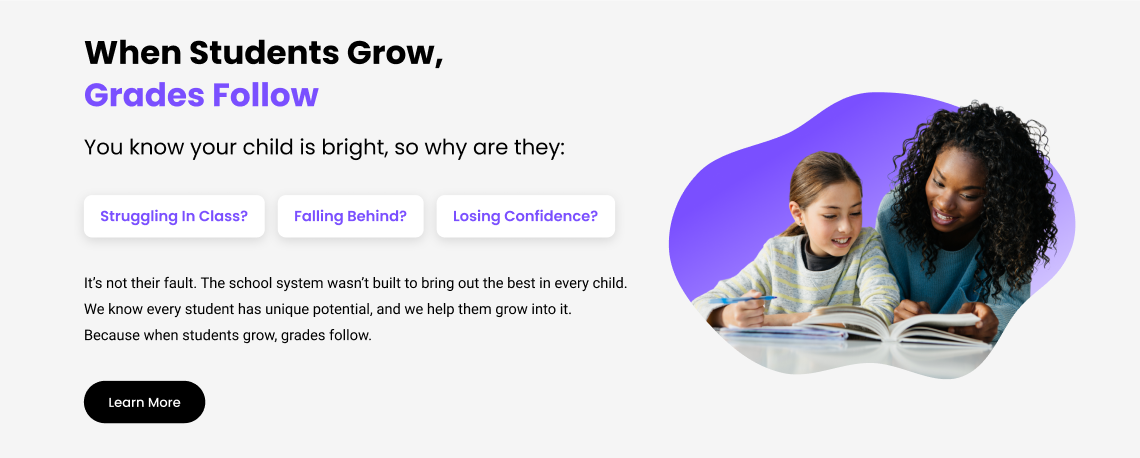 When Students Grow,
Grades Follow
You know your child is bright, so why are they:
Struggling In Class?
Falling Behind?
Losing Confidence?
It’s not their fault. The school system wasn’t built to bring out the best in every child.
We know every student has unique potential, and we help them grow into it.
Because when students grow, grades follow.
Learn More